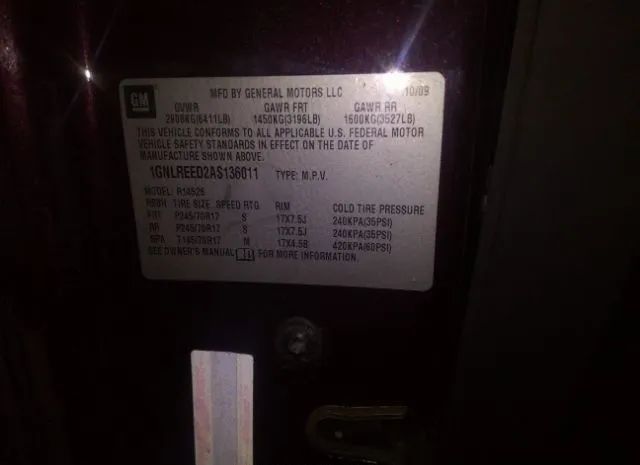 GM
MFD BY GENERAL MOTORS LLC 10/09
GVWR GAWR FRT GAWR RR
2908KG(6411LB) 1450KG(3196LB) 1600KG(3527LB)
THIS VEHICLE CONFORMS TO ALL APPLICABLE U.S. FEDERAL MOTOR
VEHICLE SAFETY STANDARDS IN EFFECT ON THE DATE OF
MANUFACTURE SHOWN ABOVE.
1GNLREED2AS136011 TYPE: M.P.V.
MODEL: R14526
TIRE SIZE SPEED RTG RIM COLD TIRE PRESSURE
FRT P245/70R17 S 17X7.5J 240KPA(35PSI)
RR P245/70R17 S 17X7.5J 240KPA(35PSI)
SPA T145/70R17 M 17X4.5B 420KPA(60PSI)
SEE OWNER'S MANUAL FOR MORE INFORMATION.